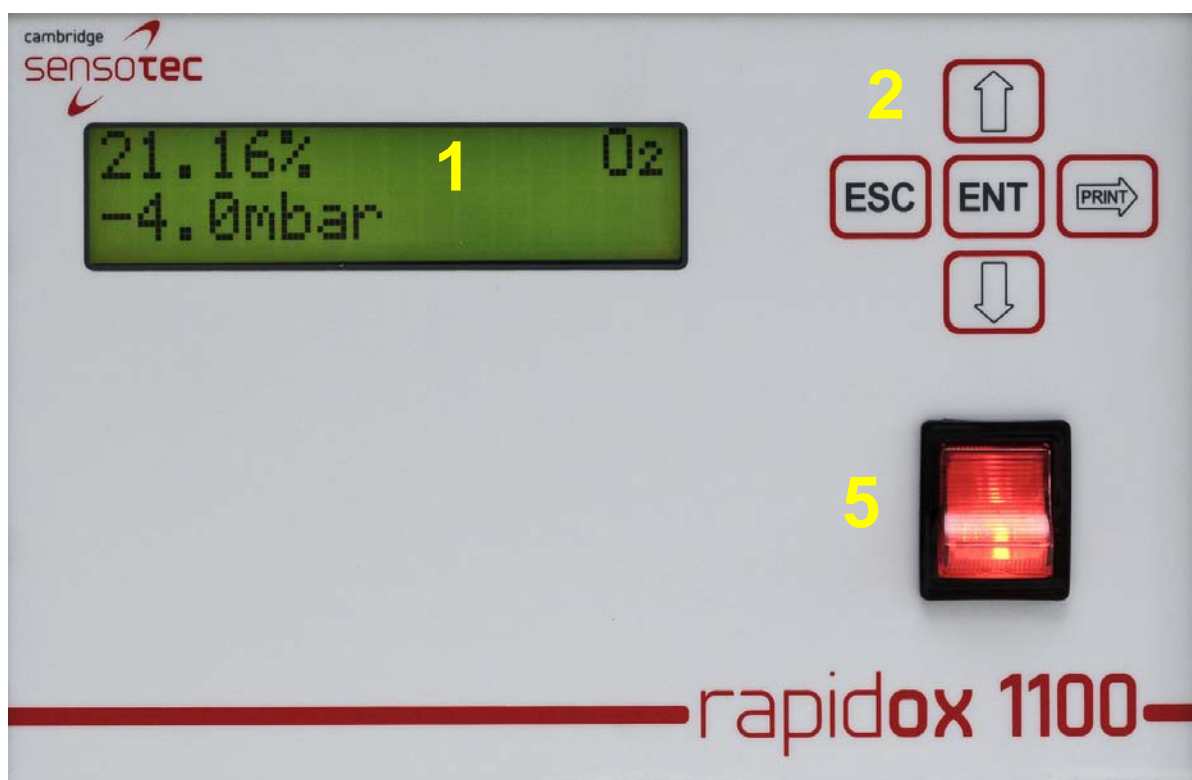 cambridge
sensotec
21.16% O2
-4.0mbar
1
2
ESC ENT PRINT
5
rapidox 1100